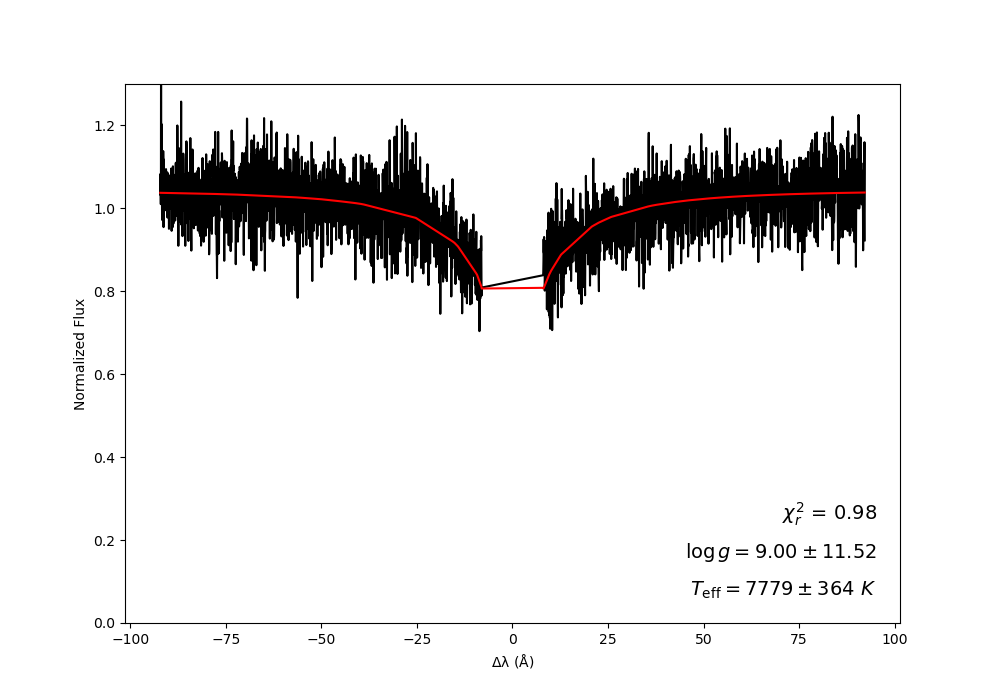 1.2
1.0
0.8
0.6
0.4
0.2
0.0
Normalized Flux
χ²ᵣ = 0.98
log g = 9.00 ± 11.52
T_eff = 7779 ± 364 K
−100 −75 −50 −25 0 25 50 75 100
Δλ (Å)